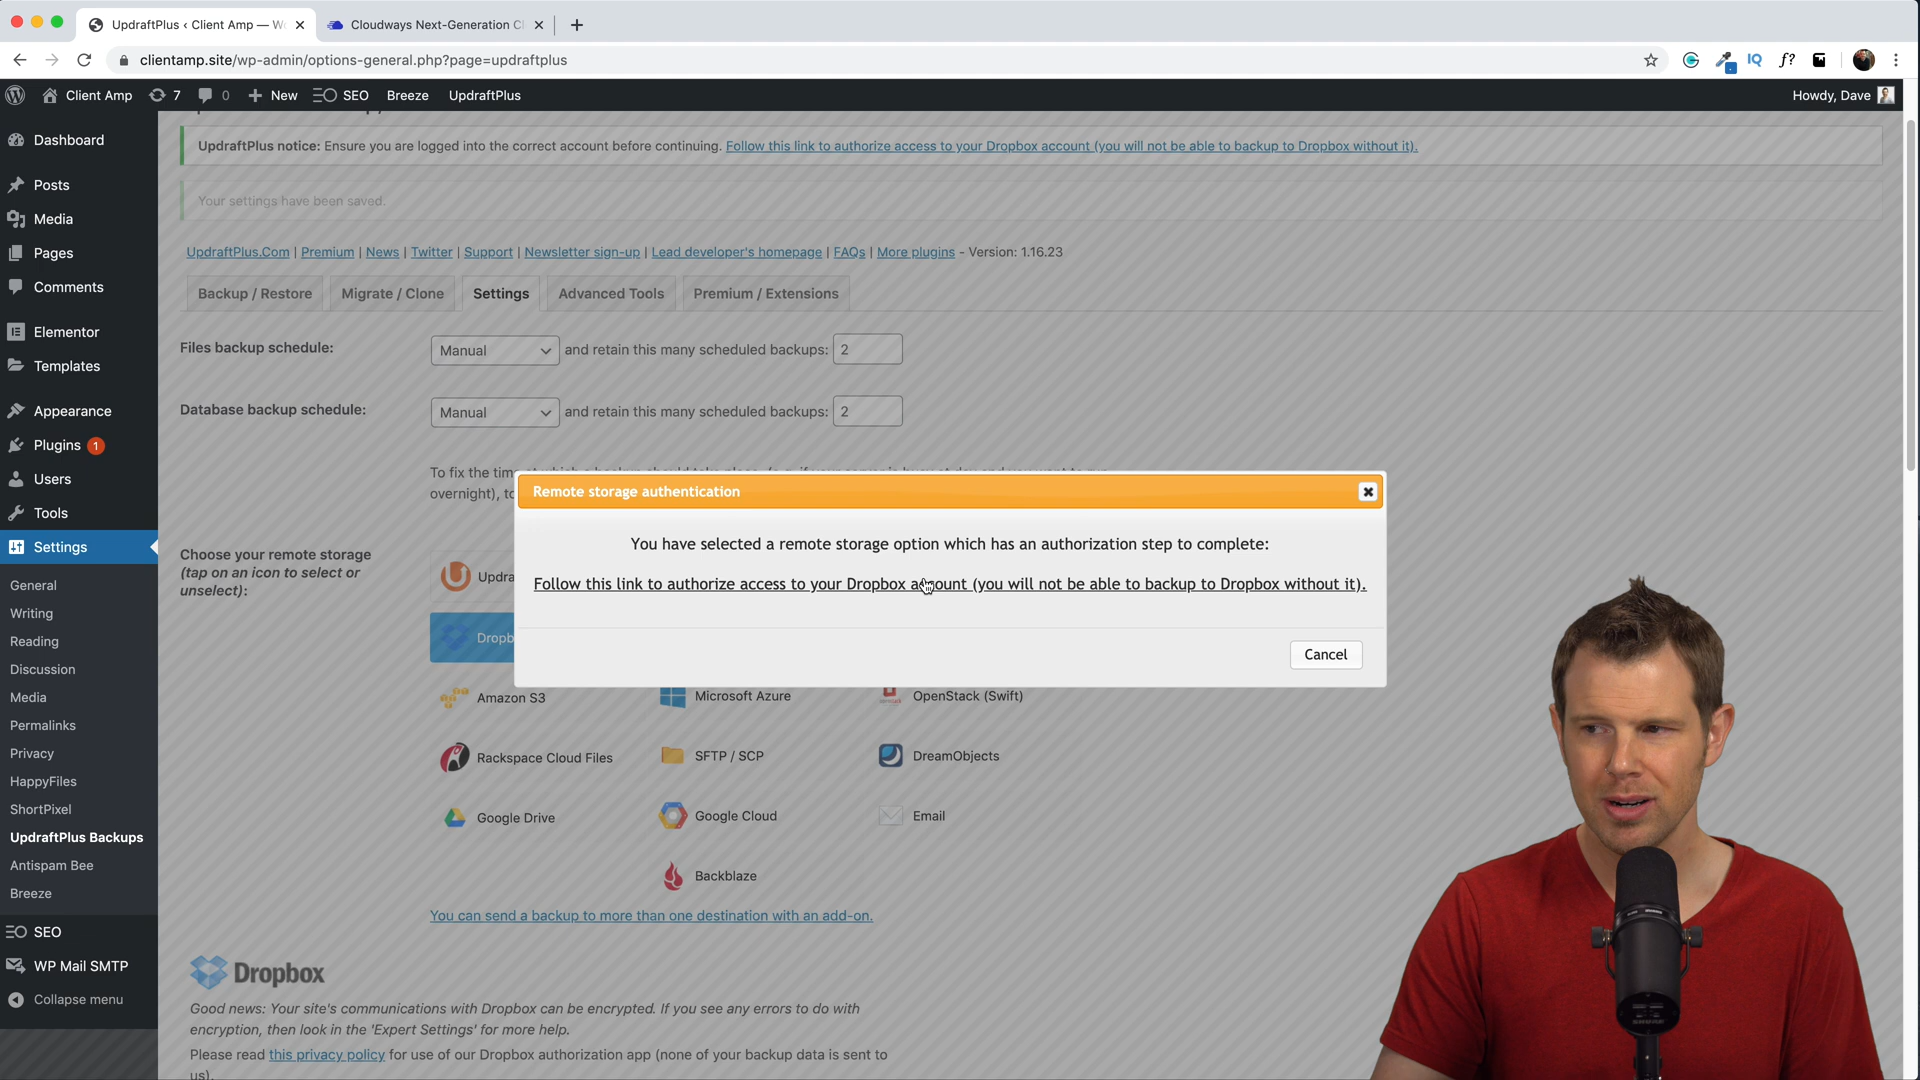 UpdraftPlus ‹ Client Amp — W
Cloudways Next-Generation C
clientamp.site/wp-admin/options-general.php?page=updraftplus
IQ
f?
Client Amp
7
0
New
SEO
Breeze
UpdraftPlus
Howdy, Dave
Dashboard
Posts
Media
Pages
Comments
Elementor
Templates
Appearance
Plugins 1
Users
Tools
Settings
General
Writing
Reading
Discussion
Media
Permalinks
Privacy
HappyFiles
ShortPixel
UpdraftPlus Backups
Antispam Bee
Breeze
SEO
WP Mail SMTP
Collapse menu
UpdraftPlus notice: Ensure you are logged into the correct account before continuing. Follow this link to authorize access to your Dropbox account (you will not be able to backup to Dropbox without it).
Your settings have been saved.
UpdraftPlus.Com | Premium | News | Twitter | Support | Newsletter sign-up | Lead developer's homepage | FAQs | More plugins - Version: 1.16.23
Backup / Restore
Migrate / Clone
Settings
Advanced Tools
Premium / Extensions
Files backup schedule:
Manual and retain this many scheduled backups: 2
Database backup schedule:
Manual and retain this many scheduled backups: 2
To fix the time at which a backup should take place,
overnight), to
Remote storage authentication
You have selected a remote storage option which has an authorization step to complete:
Follow this link to authorize access to your Dropbox account (you will not be able to backup to Dropbox without it).
Cancel
Choose your remote storage
(tap on an icon to select or
unselect):
Updra
Dropb
Amazon S3
Microsoft Azure
OpenStack (Swift)
Rackspace Cloud Files
SFTP / SCP
DreamObjects
Google Drive
Google Cloud
Email
Backblaze
You can send a backup to more than one destination with an add-on.
Dropbox
Good news: Your site's communications with Dropbox can be encrypted. If you see any errors to do with
encryption, then look in the 'Expert Settings' for more help.
Please read this privacy policy for use of our Dropbox authorization app (none of your backup data is sent to
us).
SHURE